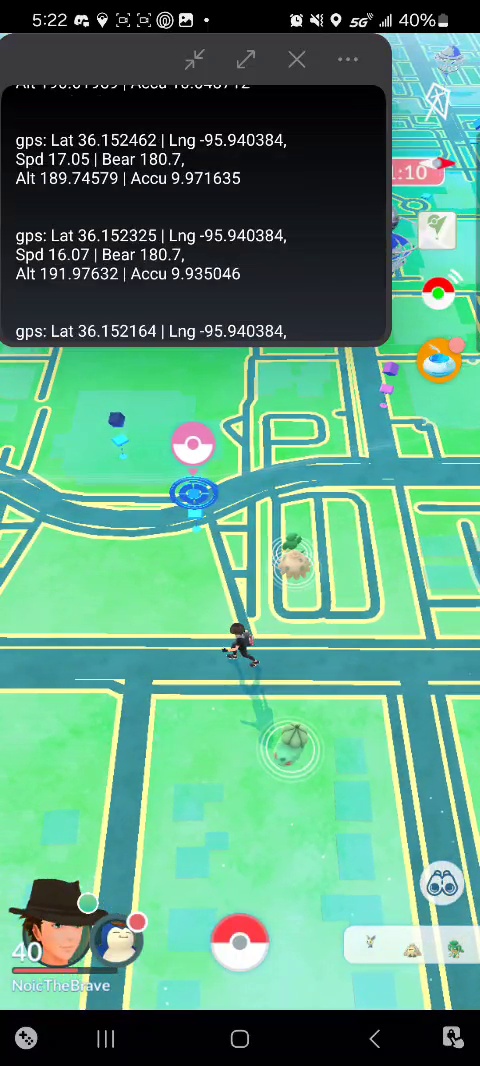 5:22
5G
40%
gps: Lat 36.152462 | Lng -95.940384,
Spd 17.05 | Bear 180.7,
Alt 189.74579 | Accu 9.971635
gps: Lat 36.152325 | Lng -95.940384,
Spd 16.07 | Bear 180.7,
Alt 191.97632 | Accu 9.935046
gps: Lat 36.152164 | Lng -95.940384,
:10
40
NoicTheBrave